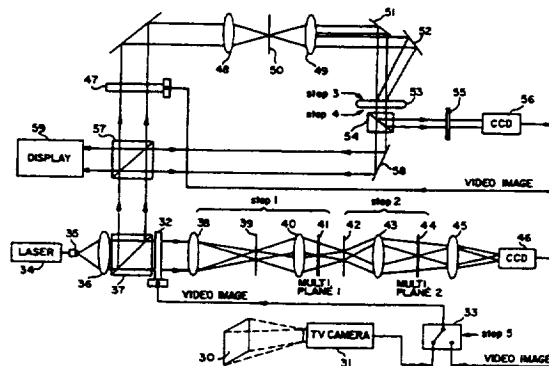 51
52
48
50
49
47
step 3
53
step 4
54
55
56
CCD
59
DISPLAY
57
58
VIDEO IMAGE
step 1
step 2
32
38
39
40
41
42
43
44
45
46
LASER
35
34
36
37
MULTI
PLANE 1
MULTI
PLANE 2
CCD
VIDEO IMAGE
33
step 5
30
TV CAMERA
31
VIDEO IMAGE